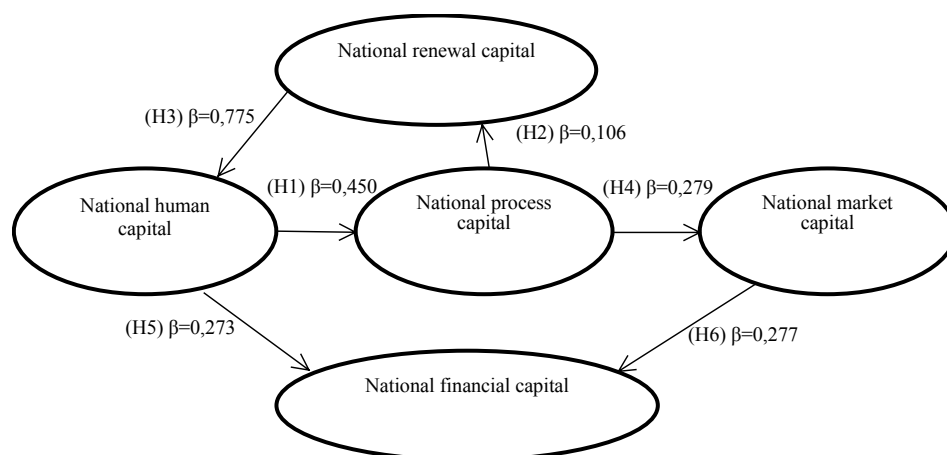 National renewal capital
(H3) β=0,775
(H2) β=0,106
(H1) β=0,450
(H4) β=0,279
National human
capital
National process
capital
National market
capital
(H5) β=0,273
(H6) β=0,277
National financial capital